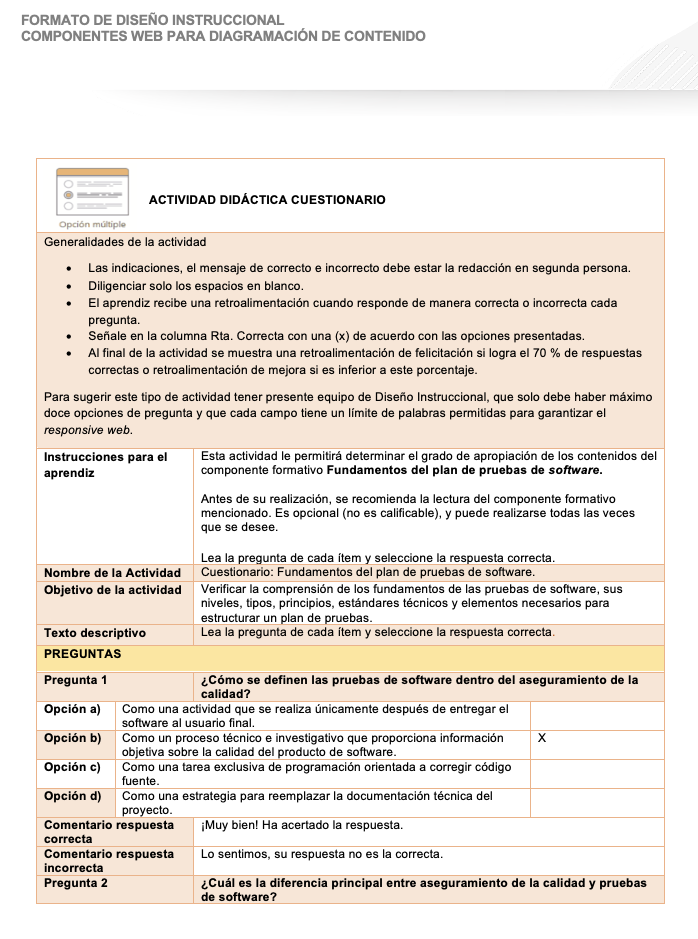 FORMATO DE DISEÑO INSTRUCCIONAL
COMPONENTES WEB PARA DIAGRAMACIÓN DE CONTENIDO
Opción múltiple
ACTIVIDAD DIDÁCTICA CUESTIONARIO
Generalidades de la actividad
• Las indicaciones, el mensaje de correcto e incorrecto debe estar la redacción en segunda persona.
• Diligenciar solo los espacios en blanco.
• El aprendiz recibe una retroalimentación cuando responde de manera correcta o incorrecta cada
pregunta.
• Señale en la columna Rta. Correcta con una (x) de acuerdo con las opciones presentadas.
• Al final de la actividad se muestra una retroalimentación de felicitación si logra el 70 % de respuestas
correctas o retroalimentación de mejora si es inferior a este porcentaje.
Para sugerir este tipo de actividad tener presente equipo de Diseño Instruccional, que solo debe haber máximo
doce opciones de pregunta y que cada campo tiene un límite de palabras permitidas para garantizar el
responsive web.
Instrucciones para el
aprendiz
Esta actividad le permitirá determinar el grado de apropiación de los contenidos del
componente formativo Fundamentos del plan de pruebas de software.
Antes de su realización, se recomienda la lectura del componente formativo
mencionado. Es opcional (no es calificable), y puede realizarse todas las veces
que se desee.
Lea la pregunta de cada ítem y seleccione la respuesta correcta.
Nombre de la Actividad
Cuestionario: Fundamentos del plan de pruebas de software.
Objetivo de la actividad
Verificar la comprensión de los fundamentos de las pruebas de software, sus
niveles, tipos, principios, estándares técnicos y elementos necesarios para
estructurar un plan de pruebas.
Texto descriptivo
Lea la pregunta de cada ítem y seleccione la respuesta correcta.
PREGUNTAS
Pregunta 1
¿Cómo se definen las pruebas de software dentro del aseguramiento de la
calidad?
Opción a)
Como una actividad que se realiza únicamente después de entregar el
software al usuario final.
Opción b)
Como un proceso técnico e investigativo que proporciona información
objetiva sobre la calidad del producto de software.
X
Opción c)
Como una tarea exclusiva de programación orientada a corregir código
fuente.
Opción d)
Como una estrategia para reemplazar la documentación técnica del
proyecto.
Comentario respuesta
correcta
¡Muy bien! Ha acertado la respuesta.
Comentario respuesta
incorrecta
Lo sentimos, su respuesta no es la correcta.
Pregunta 2
¿Cuál es la diferencia principal entre aseguramiento de la calidad y pruebas
de software?